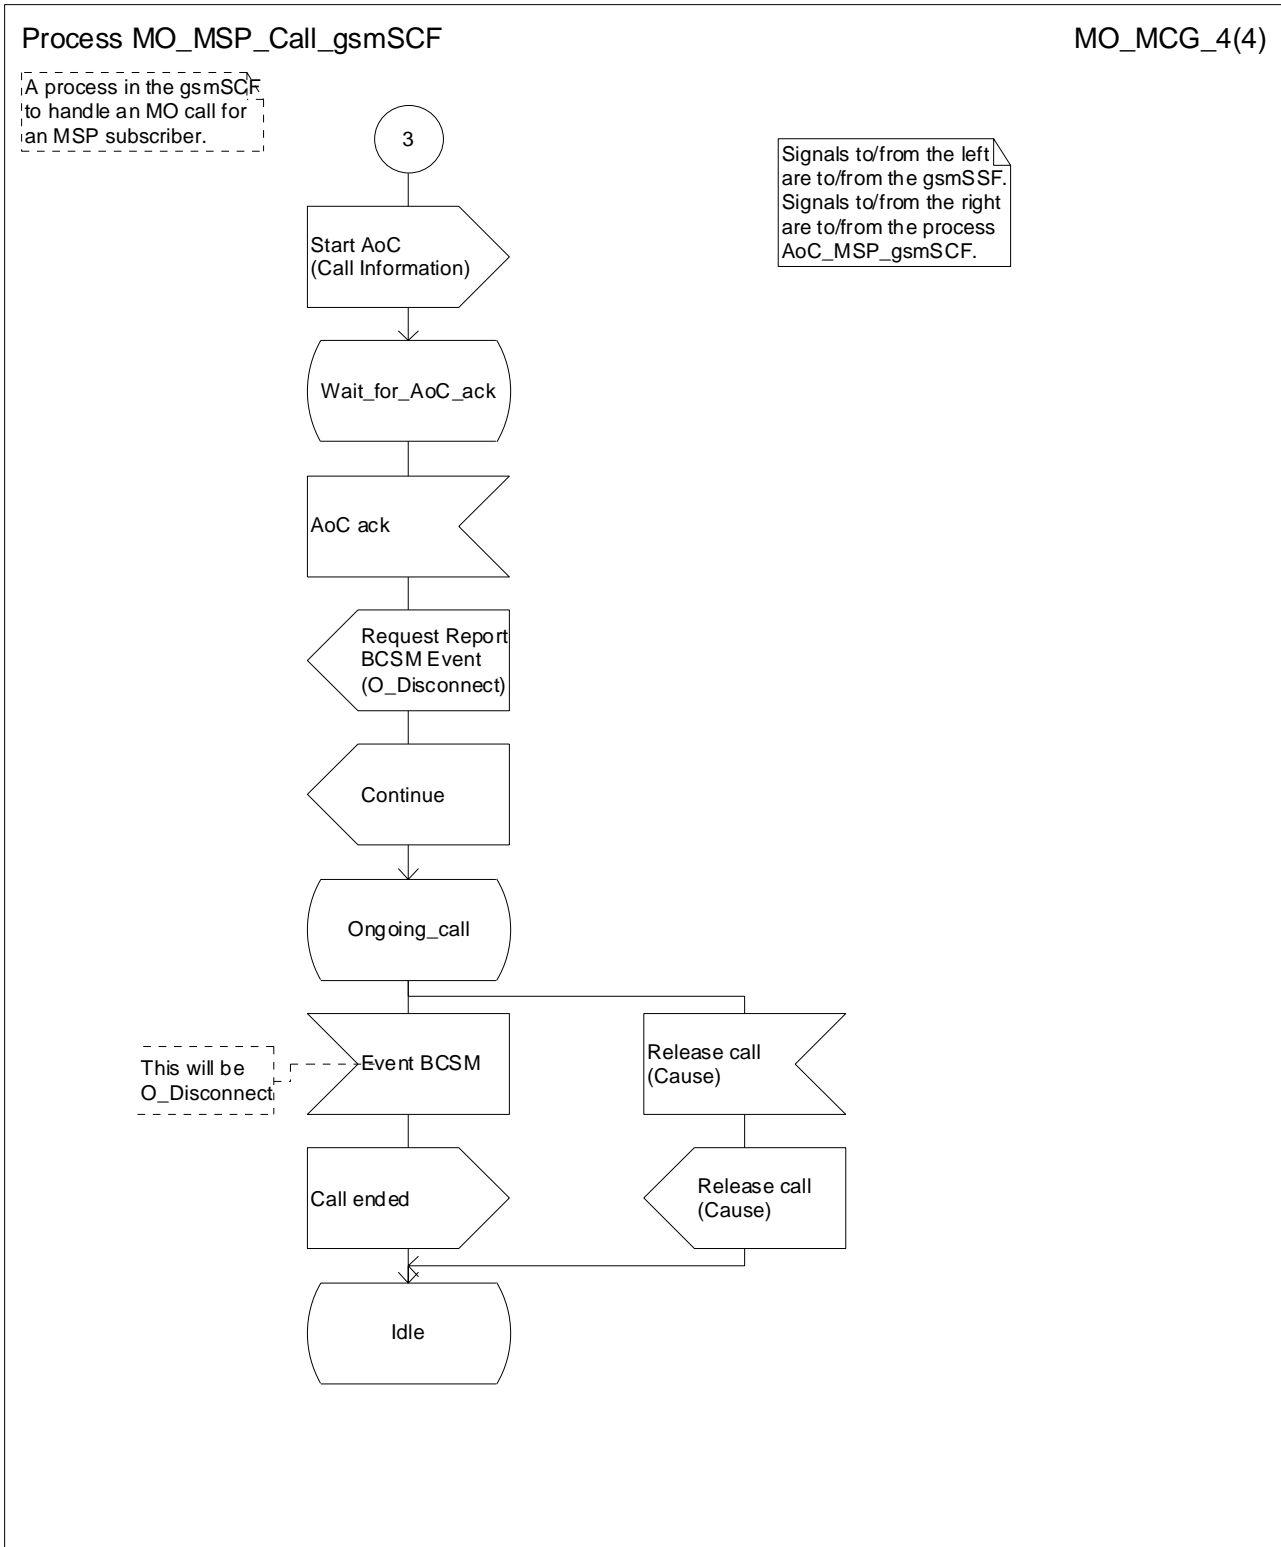 Process MO_MSP_Call_gsmSCF
MO_MCG_4(4)
A process in the gsmSCF
to handle an MO call for
an MSP subscriber.
3
Signals to/from the left
are to/from the gsmSSF.
Signals to/from the right
are to/from the process
AoC_MSP_gsmSCF.
Start AoC
(Call Information)
Wait_for_AoC_ack
AoC ack
Request Report
BCSM Event
(O_Disconnect)
Continue
Ongoing_call
This will be
O_Disconnect
Event BCSM
Release call
(Cause)
Call ended
Release call
(Cause)
Idle